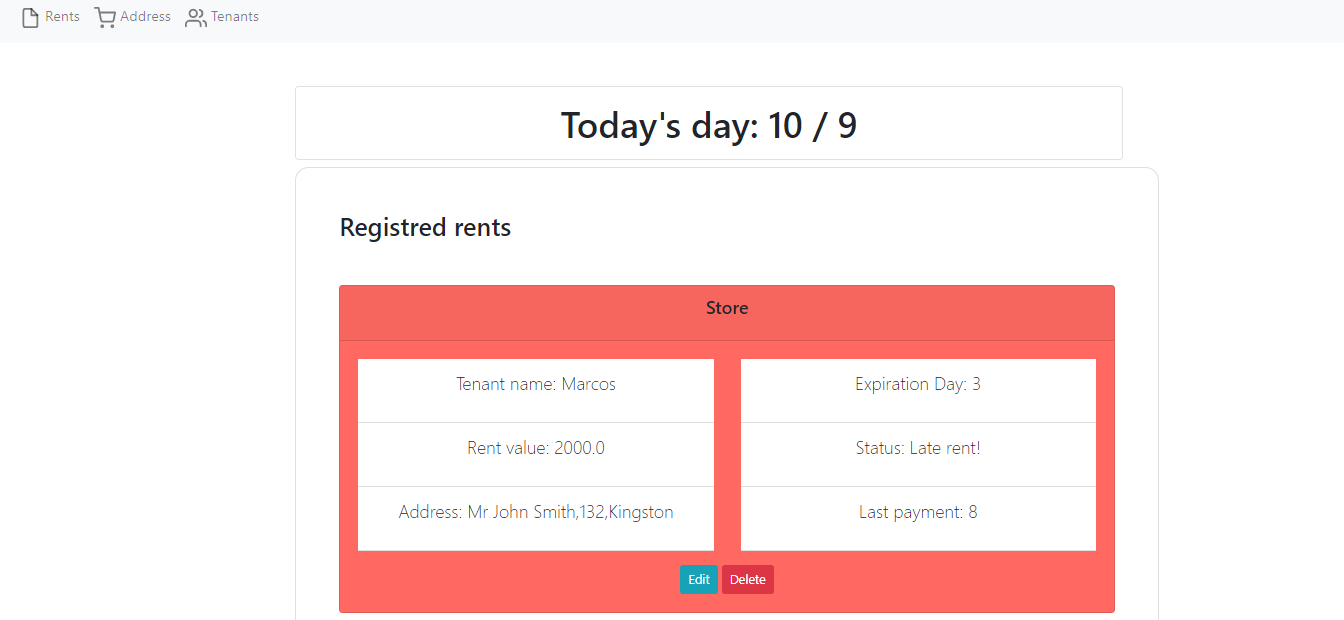 Rents Address Tenants
Today's day: 10 / 9
Registred rents
Store
Tenant name: Marcos
Expiration Day: 3
Rent value: 2000.0
Status: Late rent!
Address: Mr John Smith,132,Kingston
Last payment: 8
Edit Delete